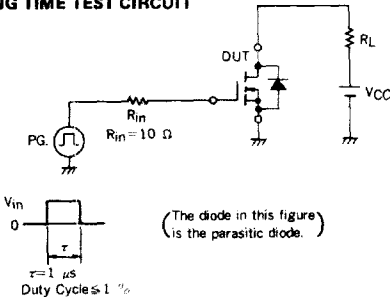 NG TIME TEST CIRCUIT
DUT
RL
VCC
Rin
Rin=10 Ω
PG.
Vin
0
τ
τ=1 μs
Duty Cycle≤1 %
(The diode in this figure
is the parasitic diode.)